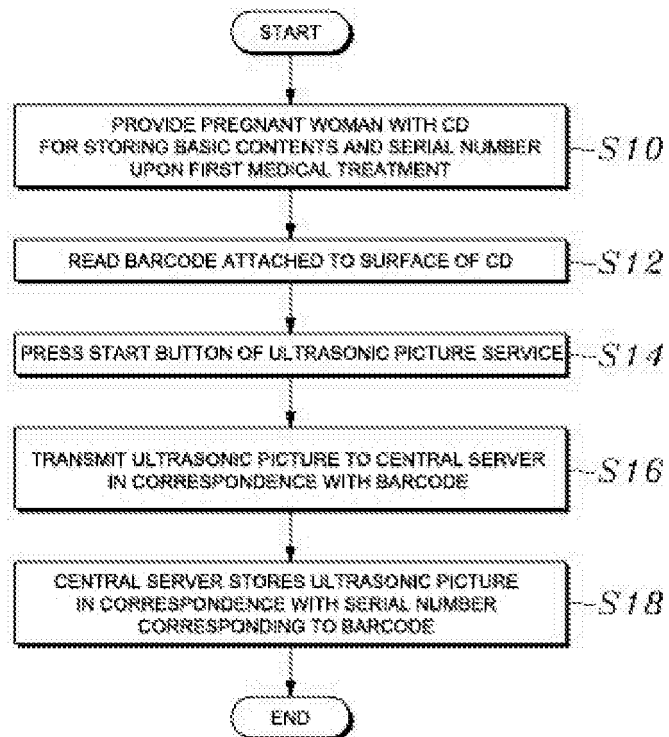 START
PROVIDE PREGNANT WOMAN WITH CD
FOR STORING BASIC CONTENTS AND SERIAL NUMBER
UPON FIRST MEDICAL TREATMENT
S10
READ BARCODE ATTACHED TO SURFACE OF CD
S12
PRESS START BUTTON OF ULTRASONIC PICTURE SERVICE
S14
TRANSMIT ULTRASONIC PICTURE TO CENTRAL SERVER
IN CORRESPONDENCE WITH BARCODE
S16
CENTRAL SERVER STORES ULTRASONIC PICTURE
IN CORRESPONDENCE WITH SERIAL NUMBER
CORRESPONDING TO BARCODE
S18
END